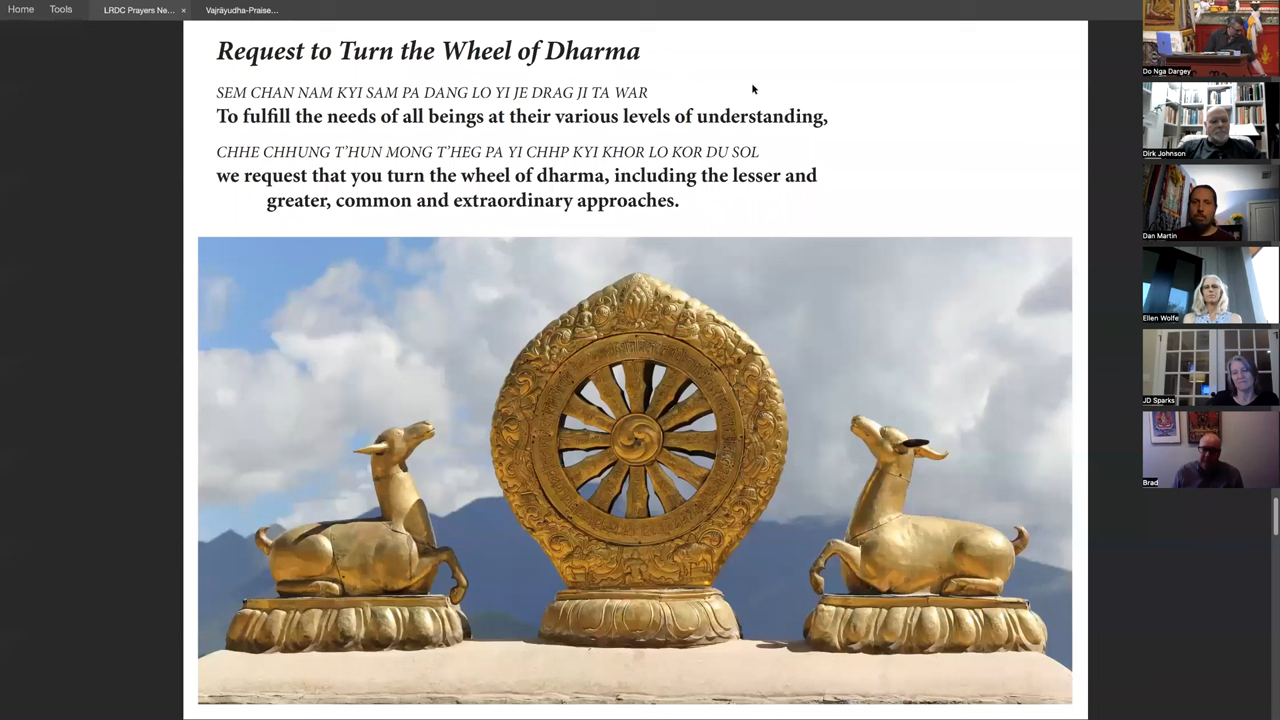 Home
Tools
LRDC Prayers Ne... ×
Vajrāyudha-Praise...
Request to Turn the Wheel of Dharma
SEM CHAN NAM KYI SAM PA DANG LO YI JE DRAG JI TA WAR
To fulfill the needs of all beings at their various levels of understanding,
CHHE CHHUNG T'HUN MONG T'HEG PA YI CHHP KYI KHOR LO KOR DU SOL
we request that you turn the wheel of dharma, including the lesser and
greater, common and extraordinary approaches.
Do Nga Dargey
Dirk Johnson
Dan Martin
Ellen Wolfe
JD Sparks
Brad